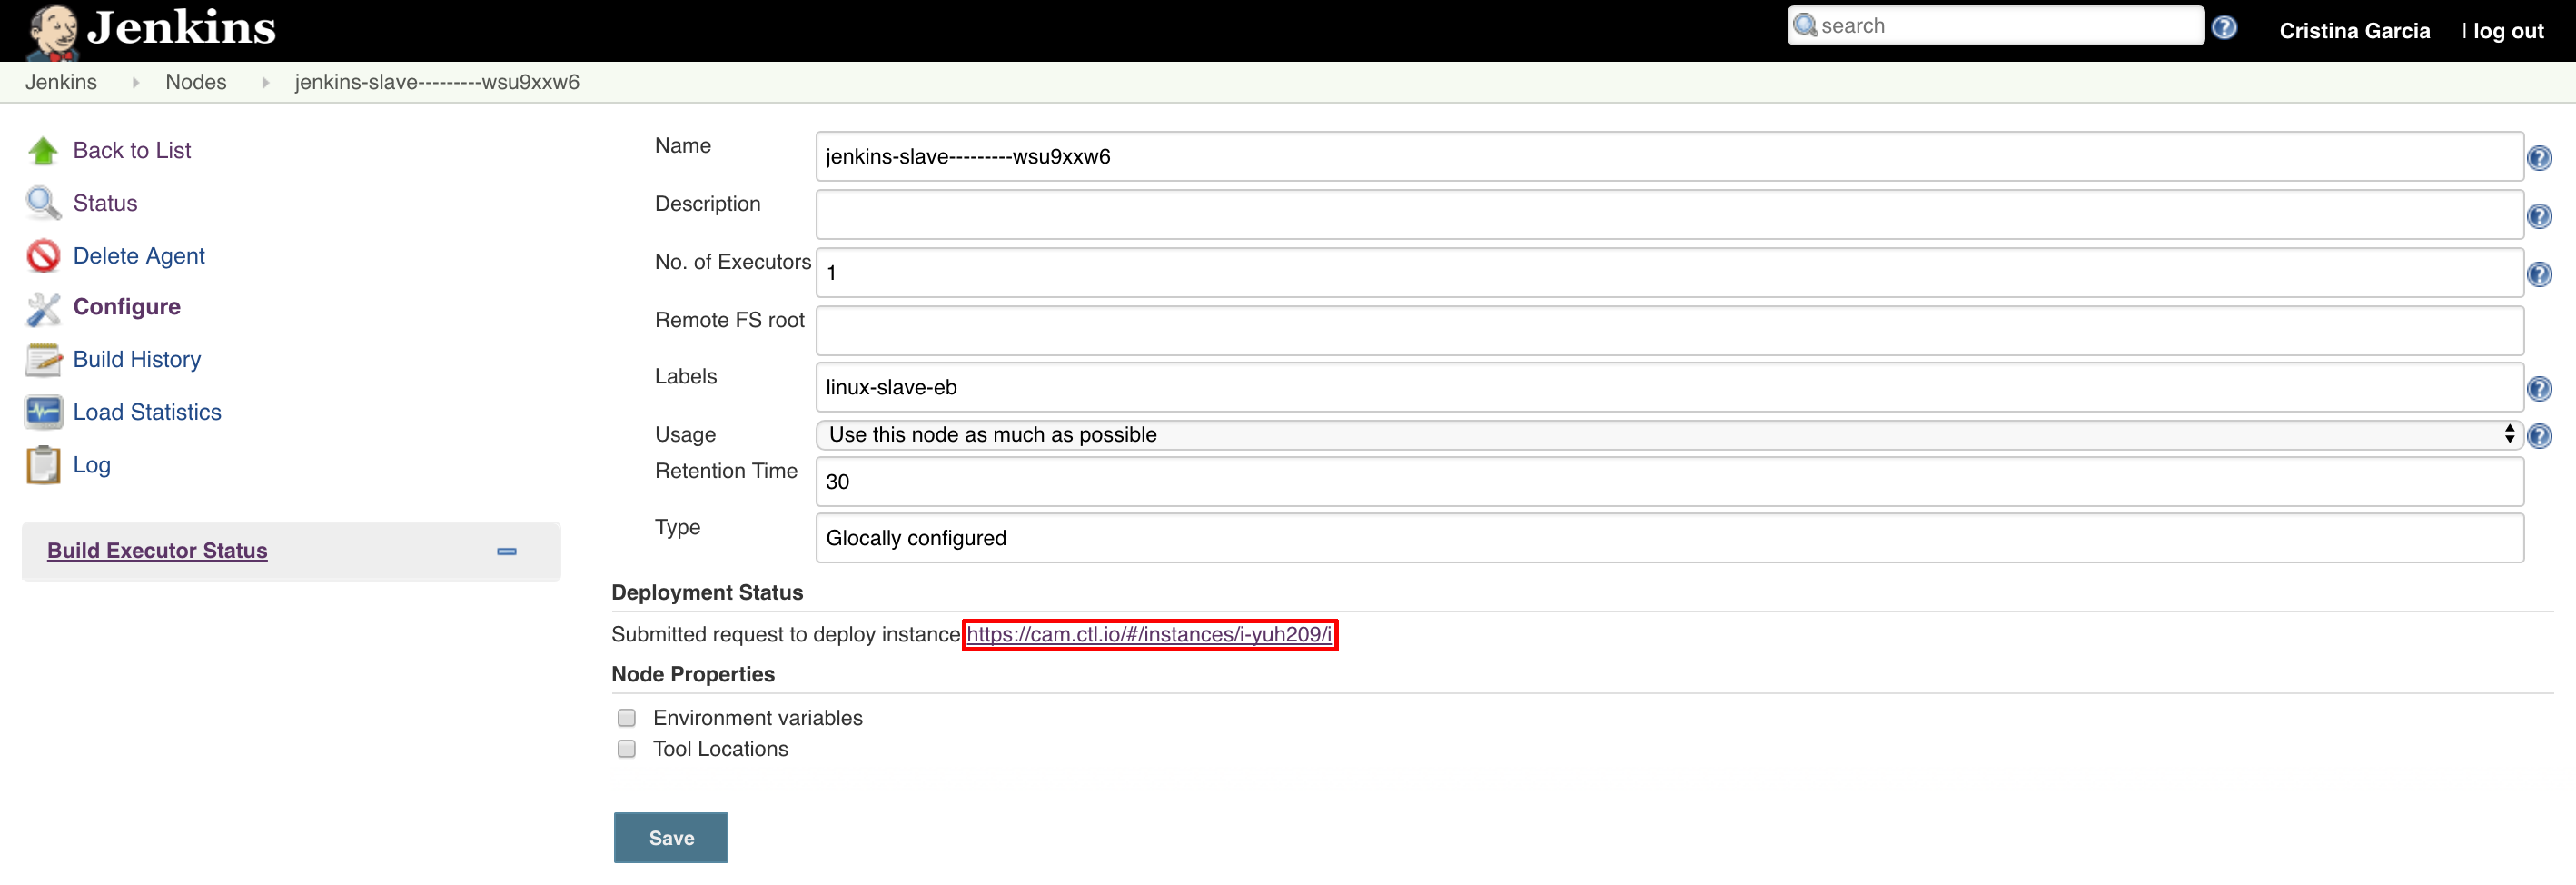 Jenkins
search
Cristina Garcia | log out
Jenkins Nodes jenkins-slave---------wsu9xxw6
Back to List
Status
Delete Agent
Configure
Build History
Load Statistics
Log
Build Executor Status
Name jenkins-slave---------wsu9xxw6
Description
No. of Executors 1
Remote FS root
Labels linux-slave-eb
Usage Use this node as much as possible
Retention Time 30
Type Glocally configured
Deployment Status
Submitted request to deploy instance https://cam.ctl.io/#/instances/i-yuh209/i
Node Properties
Environment variables
Tool Locations
Save